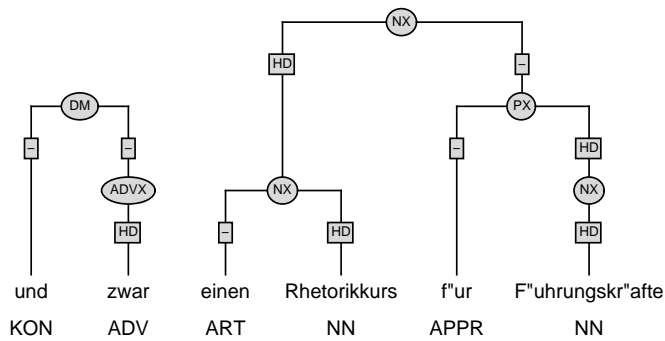 NX
HD –
DM PX
– – – HD
ADVX NX NX
HD – HD HD
und zwar einen Rhetorikkurs f"ur F"uhrungskr"afte
KON ADV ART NN APPR NN